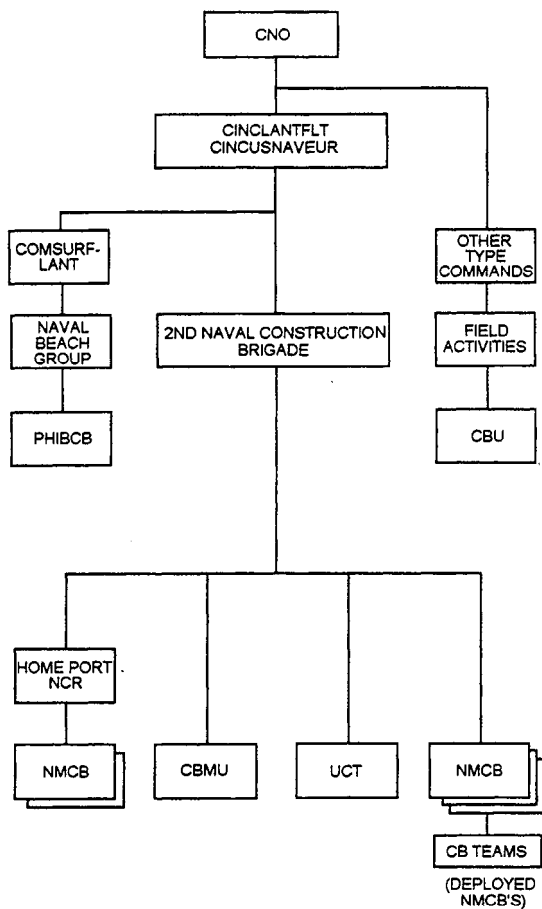 CNO
CINCLANTFLT
CINCUSNAVEUR
COMSURF-
LANT
OTHER
TYPE
COMMANDS
NAVAL
BEACH
GROUP
2ND NAVAL CONSTRUCTION
BRIGADE
FIELD
ACTIVITIES
PHIBCB
CBU
HOME PORT
NCR
NMCB
CBMU
UCT
NMCB
CB TEAMS
(DEPLOYED
NMCB'S)